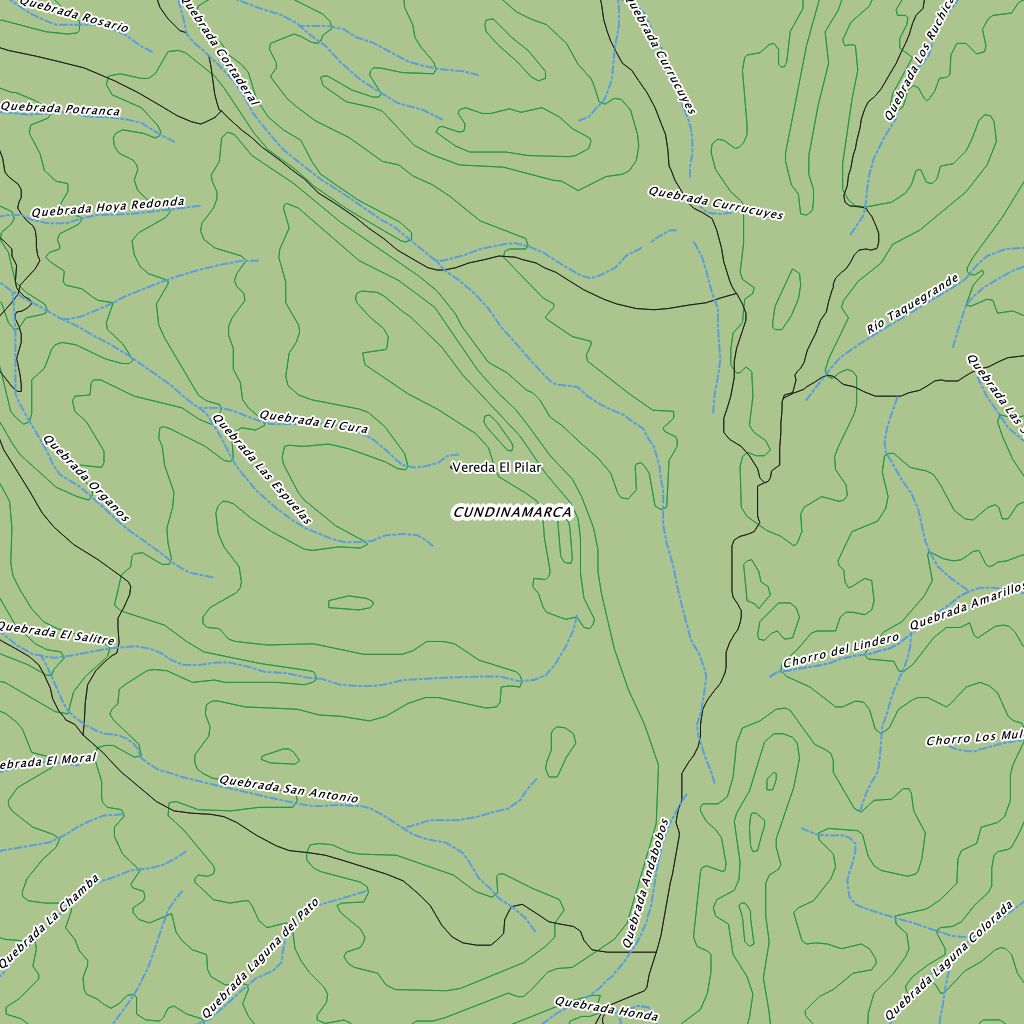 Quebrada Rosario
Quebrada Cortaderal
Quebrada Currucuyes
Quebrada Potranca
Quebrada Hoya Redonda
Quebrada Currucuyes
Río Taquegrande
Quebrada Las
Quebrada El Cura
Quebrada Las Espuelas
Quebrada Organos
Vereda El Pilar
CUNDINAMARCA
Quebrada El Salitre
Quebrada Amarillos
Chorro del Lindero
Chorro Los
ebrada El Moral
Quebrada San Antonio
Quebrada Andabobos
Quebrada La Chamba
Quebrada Laguna del Pato
Quebrada Laguna Colorada
Quebrada Honda
Quebrada Los